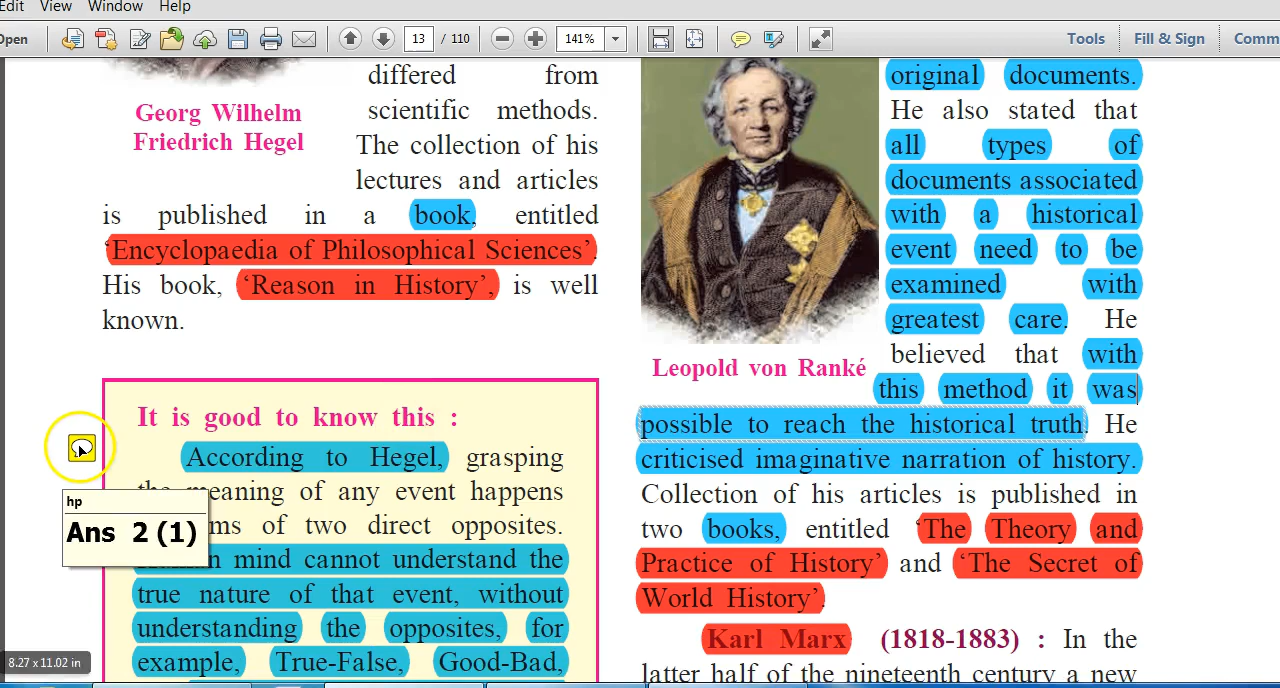 Edit View Window Help
Open 13 / 110 141% Tools Fill & Sign Comm
differed from
scientific methods.
Georg Wilhelm
Friedrich Hegel
The collection of his
lectures and articles
is published in a book, entitled
‘Encyclopaedia of Philosophical Sciences’.
His book, ‘Reason in History’, is well
known.
It is good to know this :
According to Hegel, grasping
the meaning of any event happens
ms of two direct opposites.
mind cannot understand the
true nature of that event, without
understanding the opposites, for
example, True-False, Good-Bad,
hp
Ans 2 (1)
8.27 x 11.02 in
original documents.
He also stated that
all types of
documents associated
with a historical
event need to be
examined with
greatest care. He
believed that with
Leopold von Ranké
this method it was
possible to reach the historical truth. He
criticised imaginative narration of history.
Collection of his articles is published in
two books, entitled ‘The Theory and
Practice of History’ and ‘The Secret of
World History’.
Karl Marx (1818-1883) : In the
latter half of the nineteenth century a new